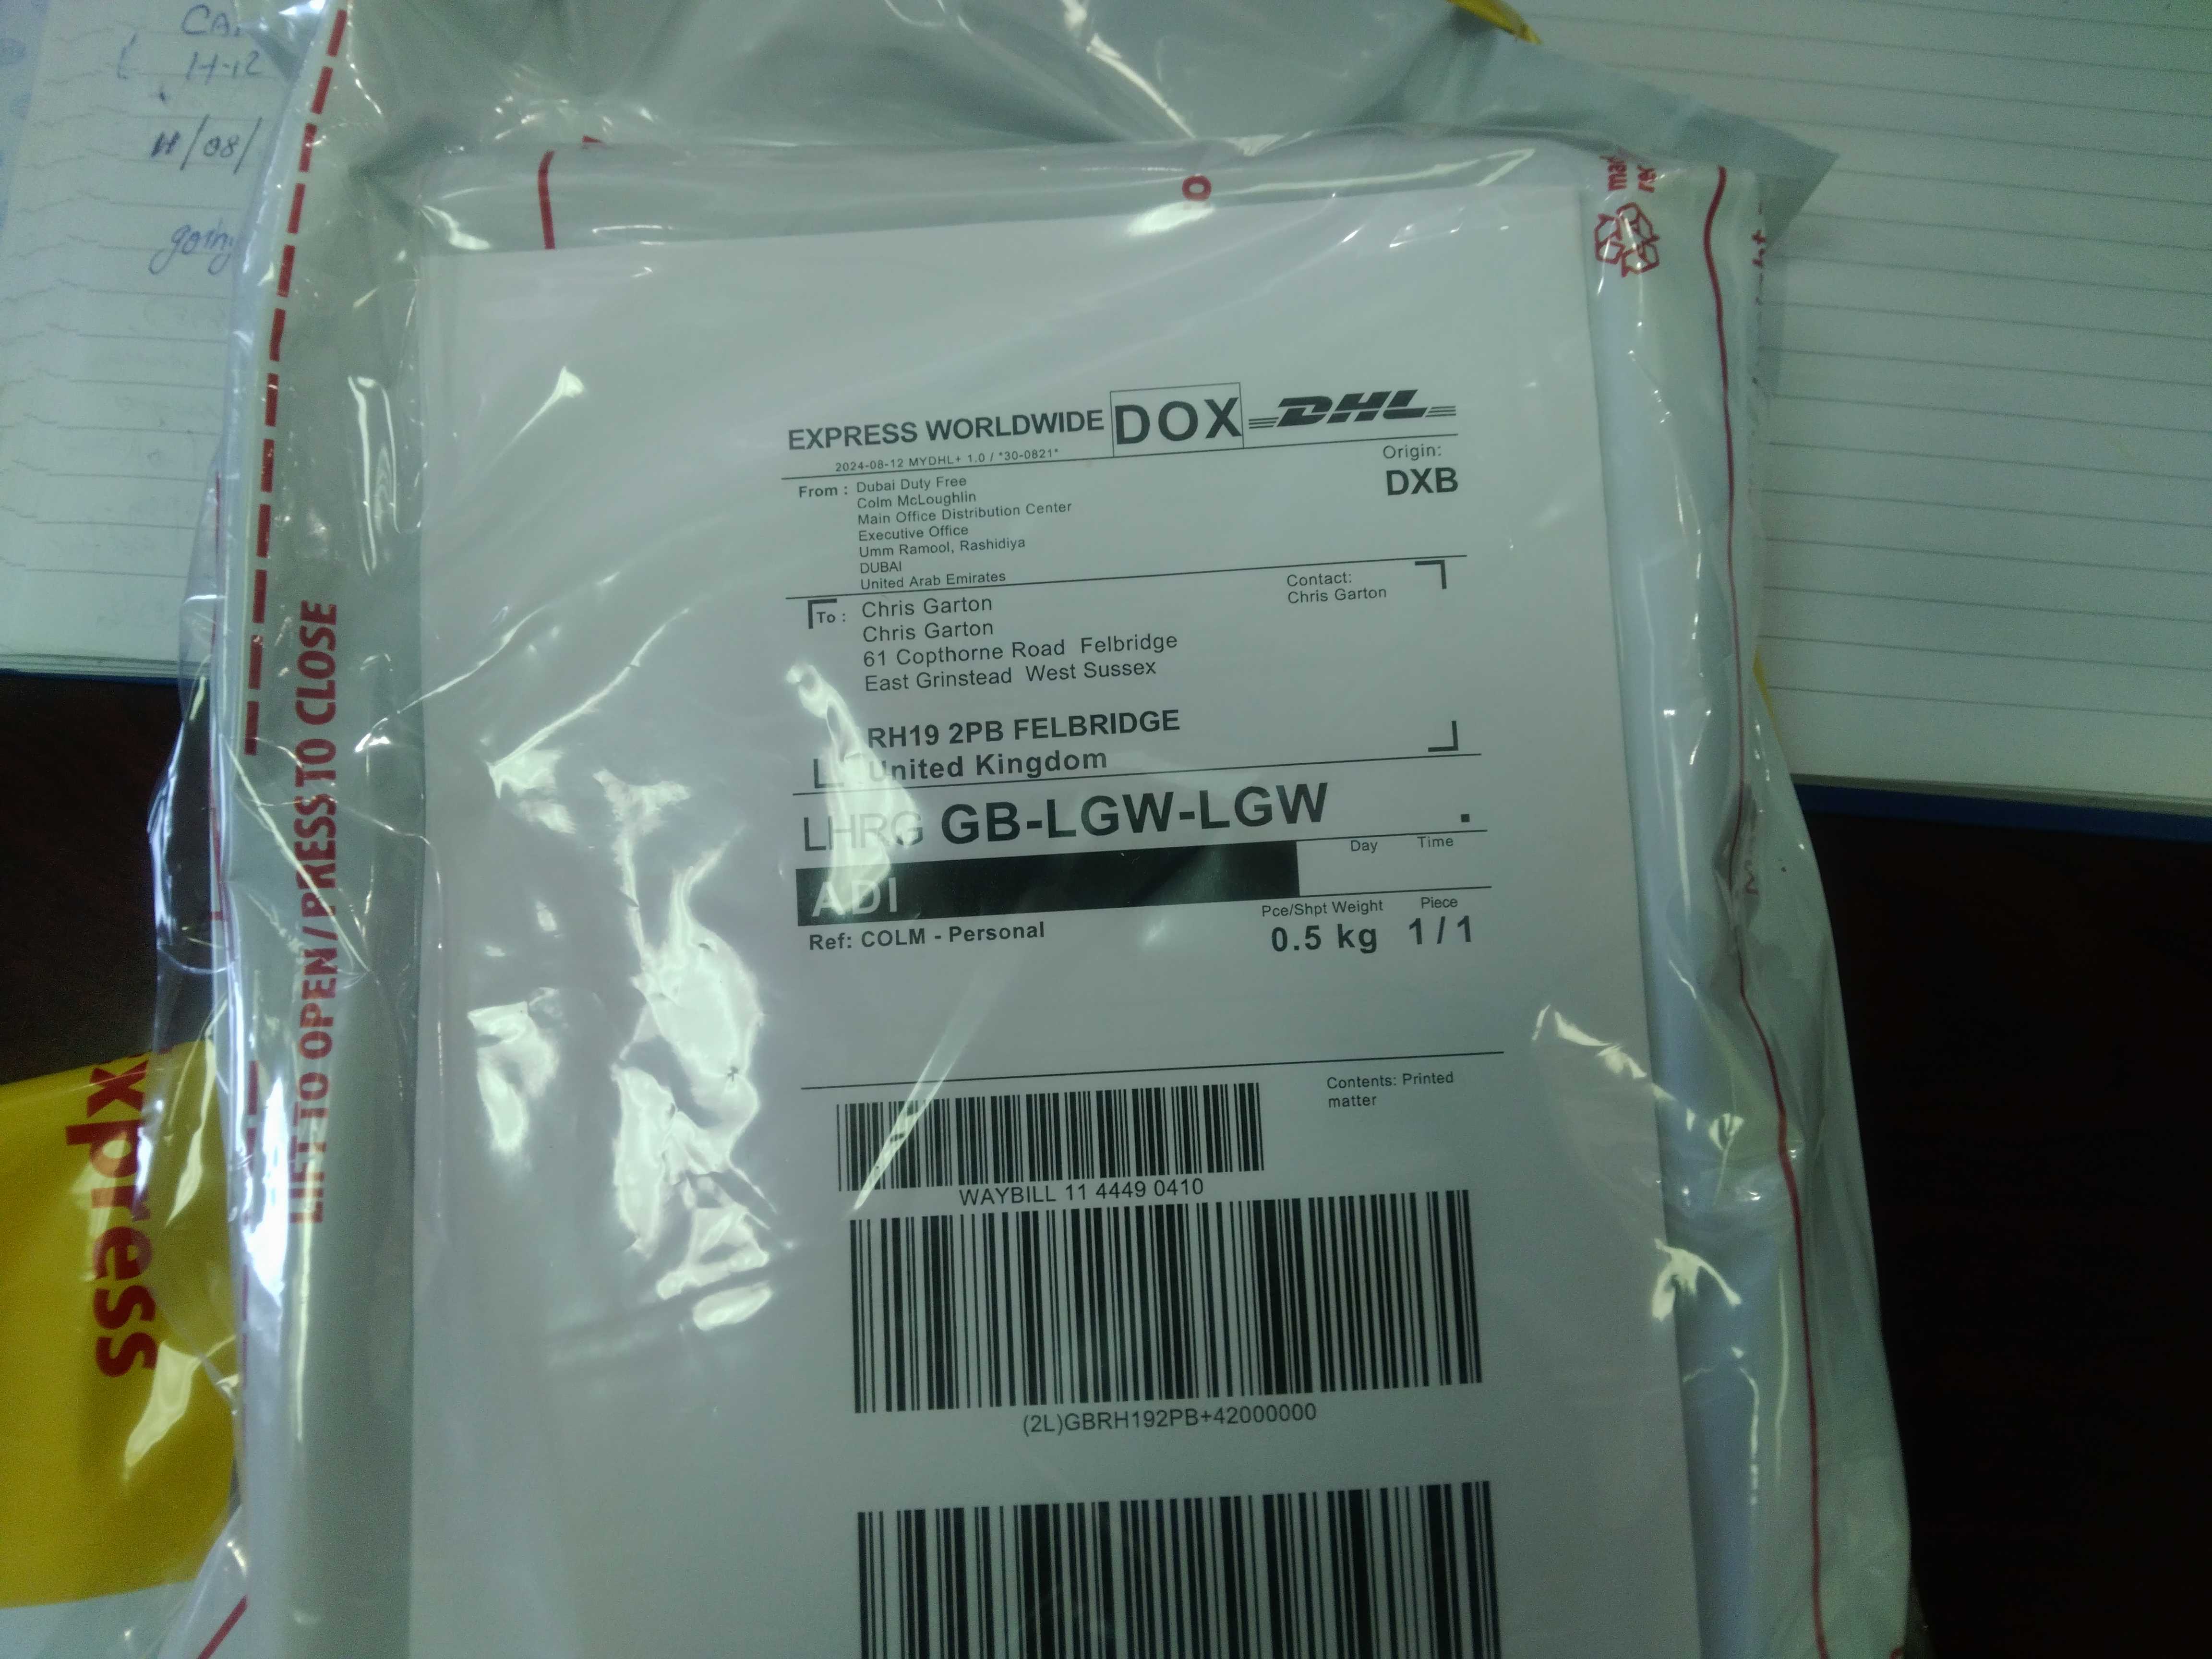 CA.
H-12
H/08/
going
LIFT TO OPEN / PRESS TO CLOSE
xpress
EXPRESS WORLDWIDE DOX DHL
2024-08-12 MYDHL+ 1.0 / *30-0821*
Origin:
DXB
From : Dubai Duty Free
Colm McLoughlin
Main Office Distribution Center
Executive Office
Umm Ramool, Rashidiya
DUBAI
United Arab Emirates
To : Chris Garton
Contact:
Chris Garton
Chris Garton
61 Copthorne Road Felbridge
East Grinstead West Sussex
RH19 2PB FELBRIDGE
United Kingdom
LHRG GB-LGW-LGW
Day Time
ADI
Ref: COLM - Personal
Pce/Shpt Weight Piece
0.5 kg 1 / 1
Contents: Printed
matter
WAYBILL 11 4449 0410
(2L)GBRH192PB+42000000